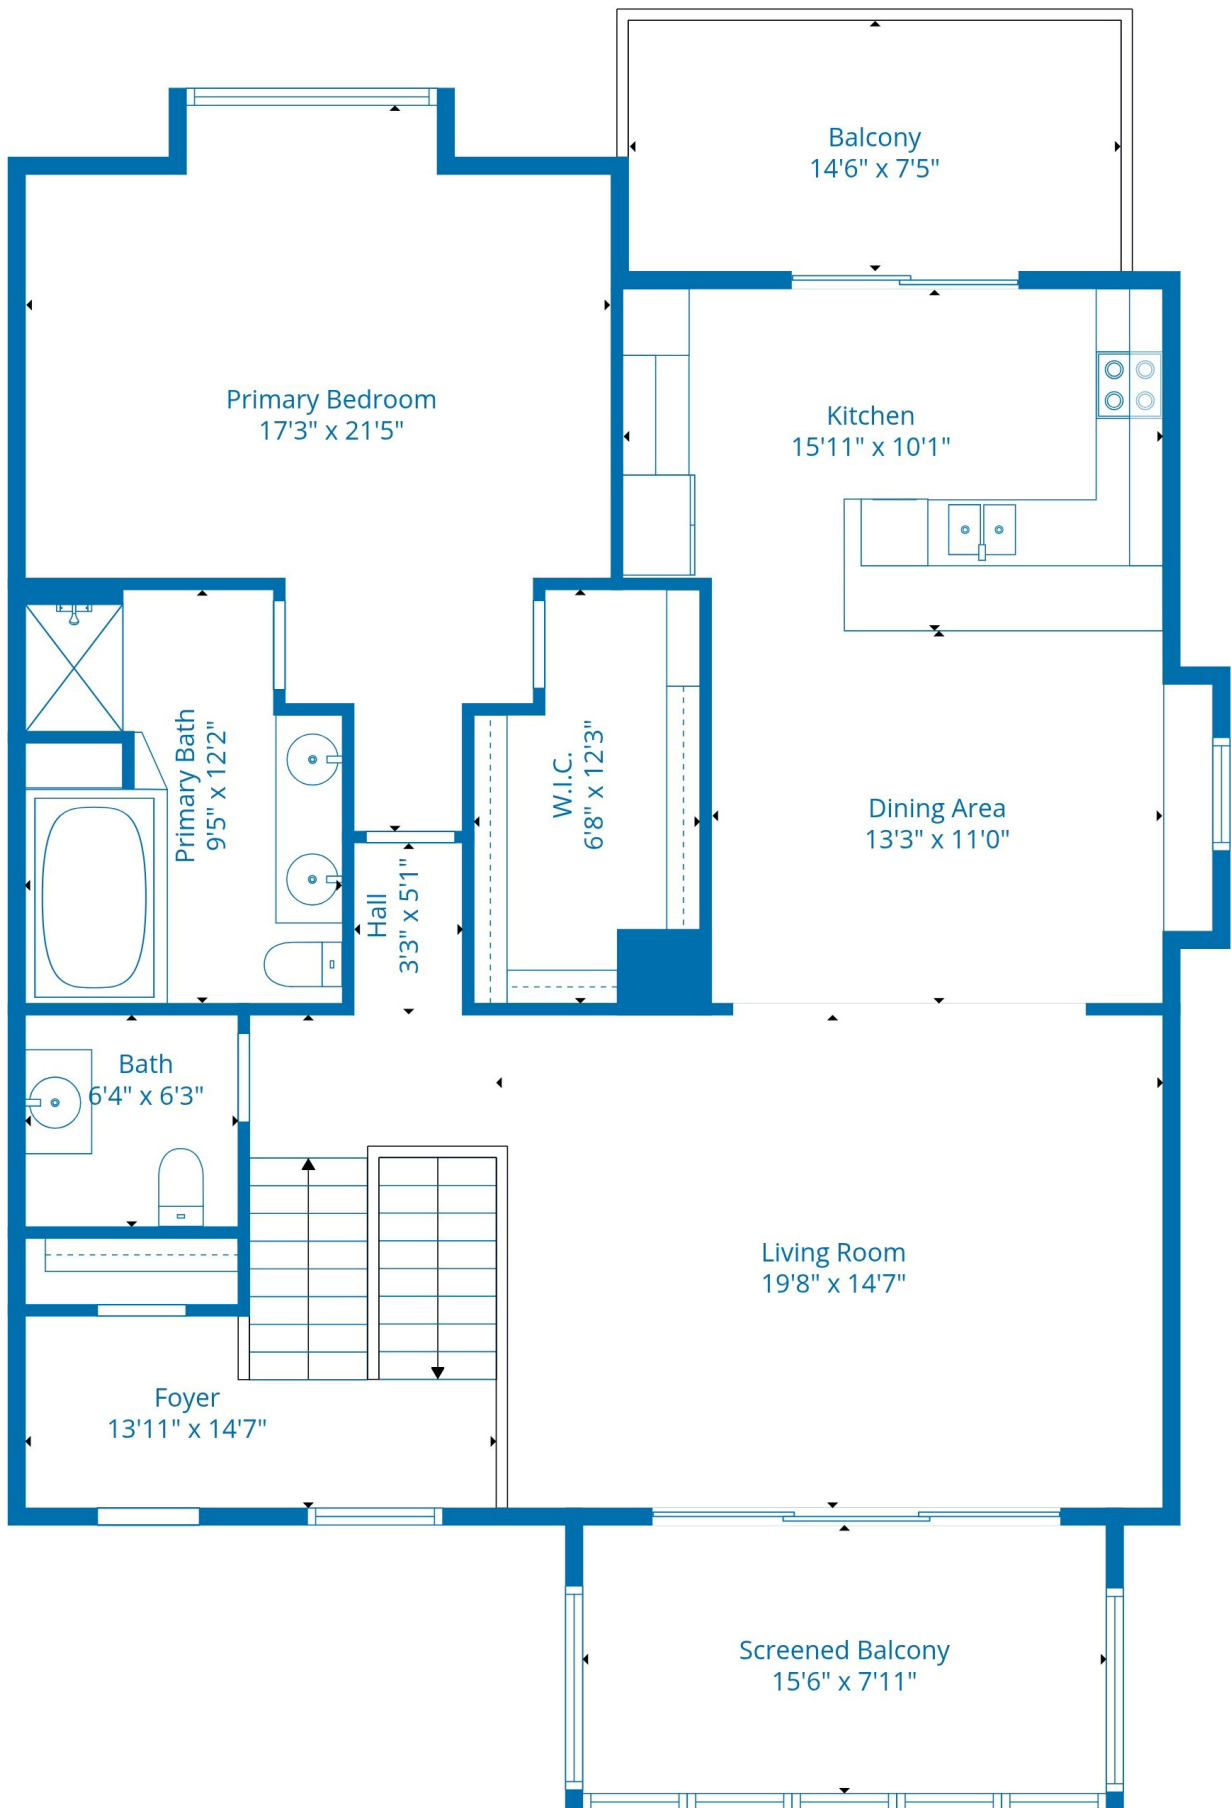 Balcony
14'6" x 7'5"
Primary Bedroom
17'3" x 21'5"
Kitchen
15'11" x 10'1"
Primary Bath
9'5" x 12'2"
W.I.C.
6'8" x 12'3"
Dining Area
13'3" x 11'0"
Hall
3'3" x 5'1"
Bath
6'4" x 6'3"
Living Room
19'8" x 14'7"
Foyer
13'11" x 14'7"
Screened Balcony
15'6" x 7'11"